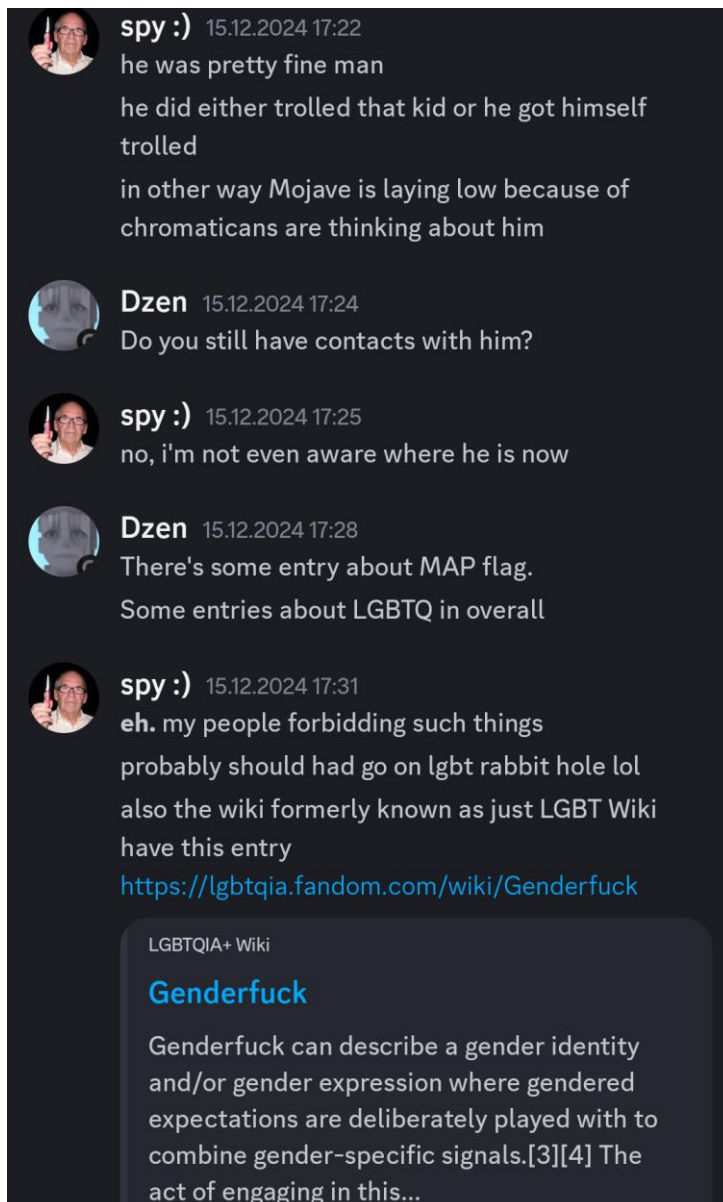 spy :) 15.12.2024 17:22
he was pretty fine man
he did either trolled that kid or he got himself
trolled
in other way Mojave is laying low because of
chromaticans are thinking about him
Dzen 15.12.2024 17:24
Do you still have contacts with him?
spy :) 15.12.2024 17:25
no, i'm not even aware where he is now
Dzen 15.12.2024 17:28
There's some entry about MAP flag.
Some entries about LGBTQ in overall
spy :) 15.12.2024 17:31
eh. my people forbidding such things
probably should had go on lgbt rabbit hole lol
also the wiki formerly known as just LGBT Wiki
have this entry
https://lgbtqia.fandom.com/wiki/Genderfuck
LGBTQIA+ Wiki
Genderfuck
Genderfuck can describe a gender identity
and/or gender expression where gendered
expectations are deliberately played with to
combine gender-specific signals.[3][4] The
act of engaging in this...